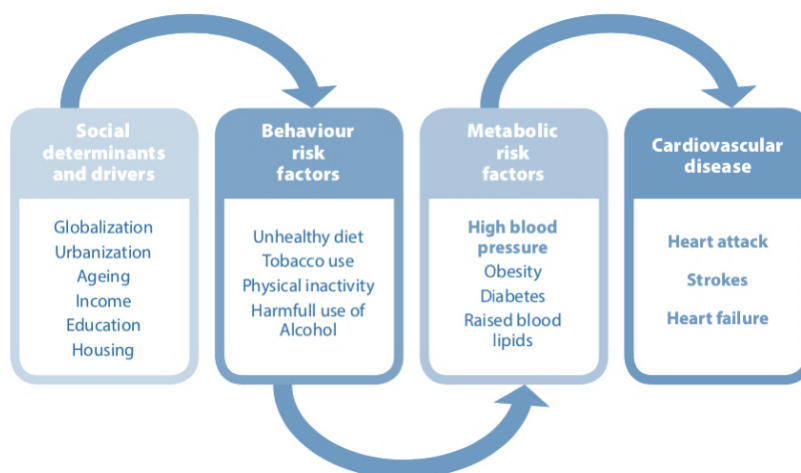 Social
determinants
and drivers
Globalization
Urbanization
Ageing
Income
Education
Housing
Behaviour
risk
factors
Unhealthy diet
Tobacco use
Physical inactivity
Harmfull use of
Alcohol
Metabolic
risk
factors
High blood
pressure
Obesity
Diabetes
Raised blood
lipids
Cardiovascular
disease
Heart attack
Strokes
Heart failure